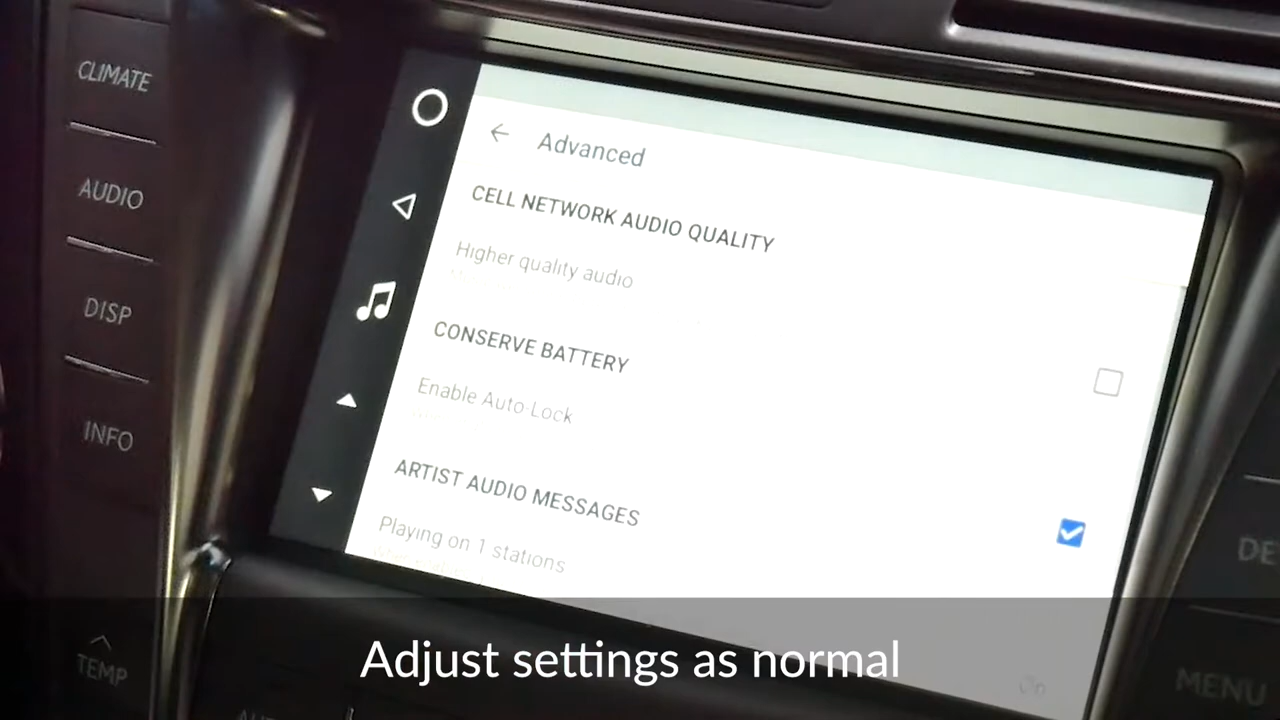 CLIMATE
AUDIO
DISP
INFO
TEMP
Advanced
CELL NETWORK AUDIO QUALITY
Higher quality audio
CONSERVE BATTERY
Enable Auto-Lock
ARTIST AUDIO MESSAGES
Playing on 1 stations
On
MENU
Adjust settings as normal